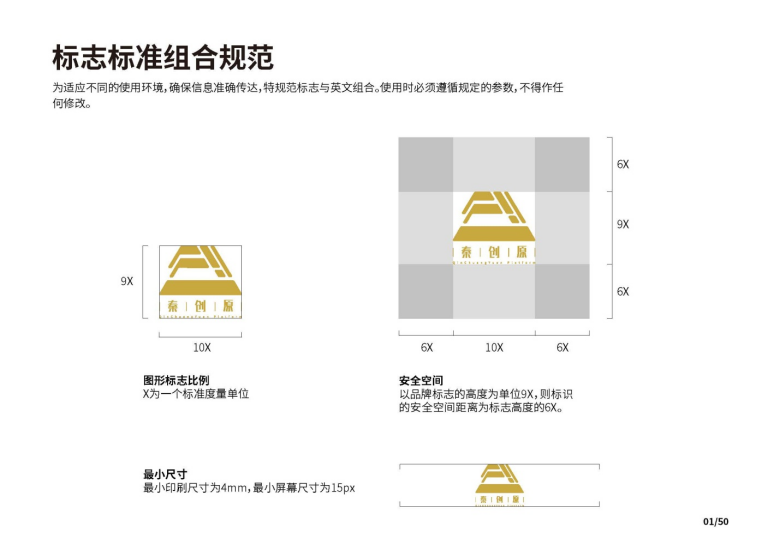 标志标准组合规范
为适应不同的使用环境,确保信息准确传达,特规范标志与英文组合。使用时必须遵循规定的参数,不得作任
何修改。
6X
9X
6X
秦 | 创 | 原
9X
秦 | 创 | 原
QinChuangYuan Platform
10X
6X
10X
6X
图形标志比例
X为一个标准度量单位
安全空间
以品牌标志的高度为单位9X,则标识
的安全空间距离为标志高度的6X。
最小尺寸
最小印刷尺寸为4mm,最小屏幕尺寸为15px
秦 | 创 | 原
01/50